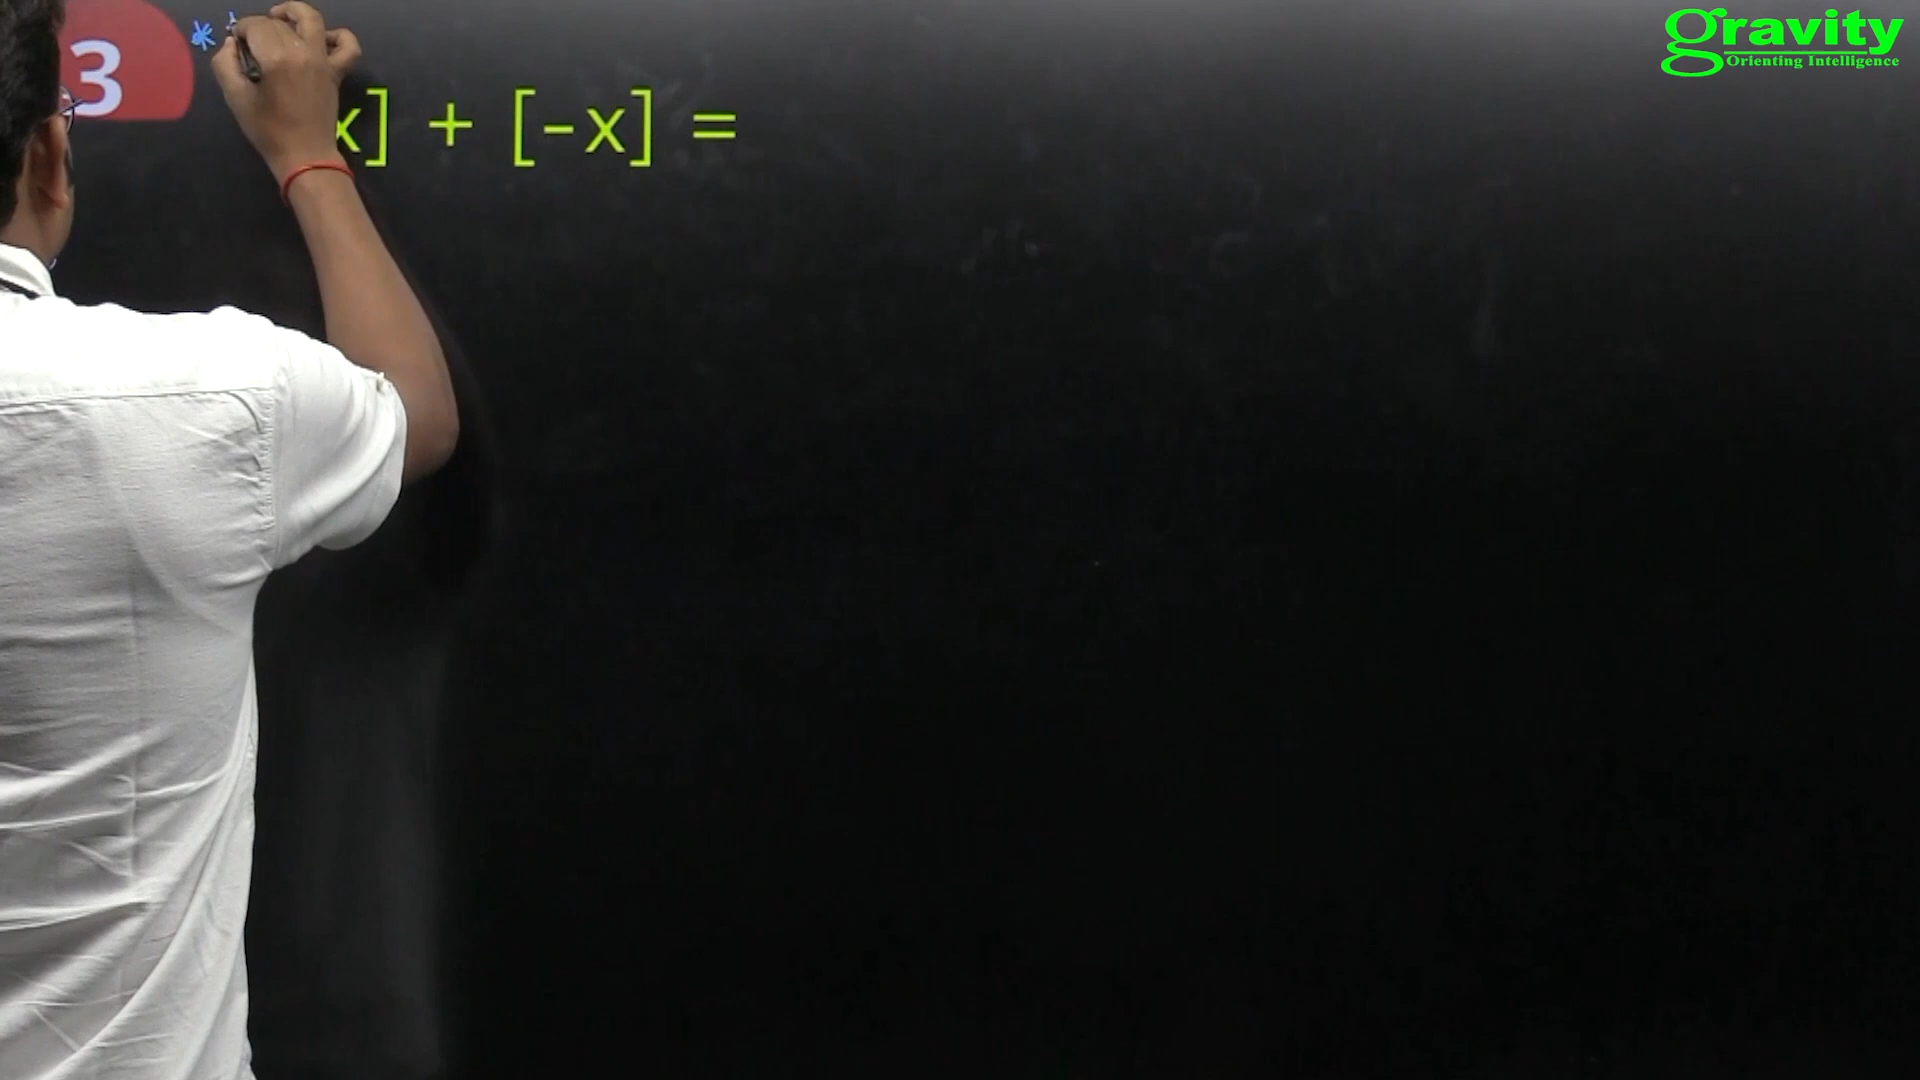 gravity
Orienting Intelligence
3 *
x] + [-x] =